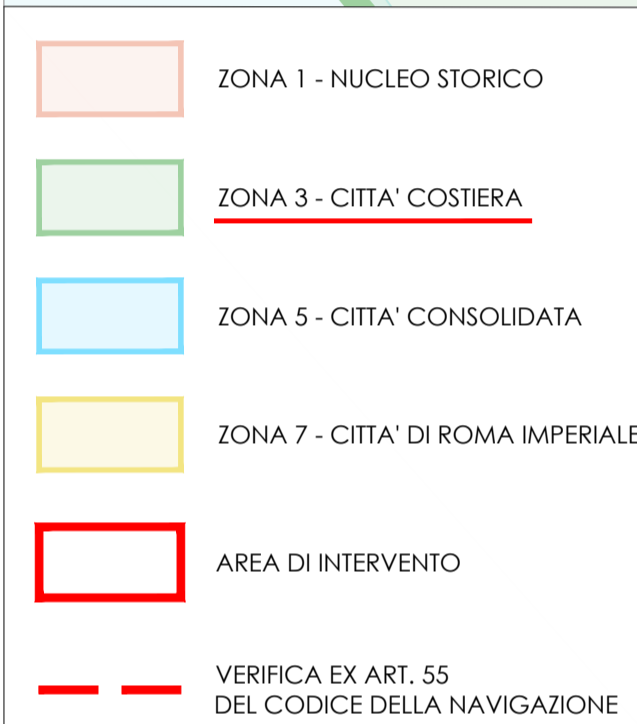 ZONA 1 - NUCLEO STORICO
ZONA 3 - CITTA' COSTIERA
ZONA 5 - CITTA' CONSOLIDATA
ZONA 7 - CITTA' DI ROMA IMPERIALE
AREA DI INTERVENTO
VERIFICA EX ART. 55
DEL CODICE DELLA NAVIGAZIONE